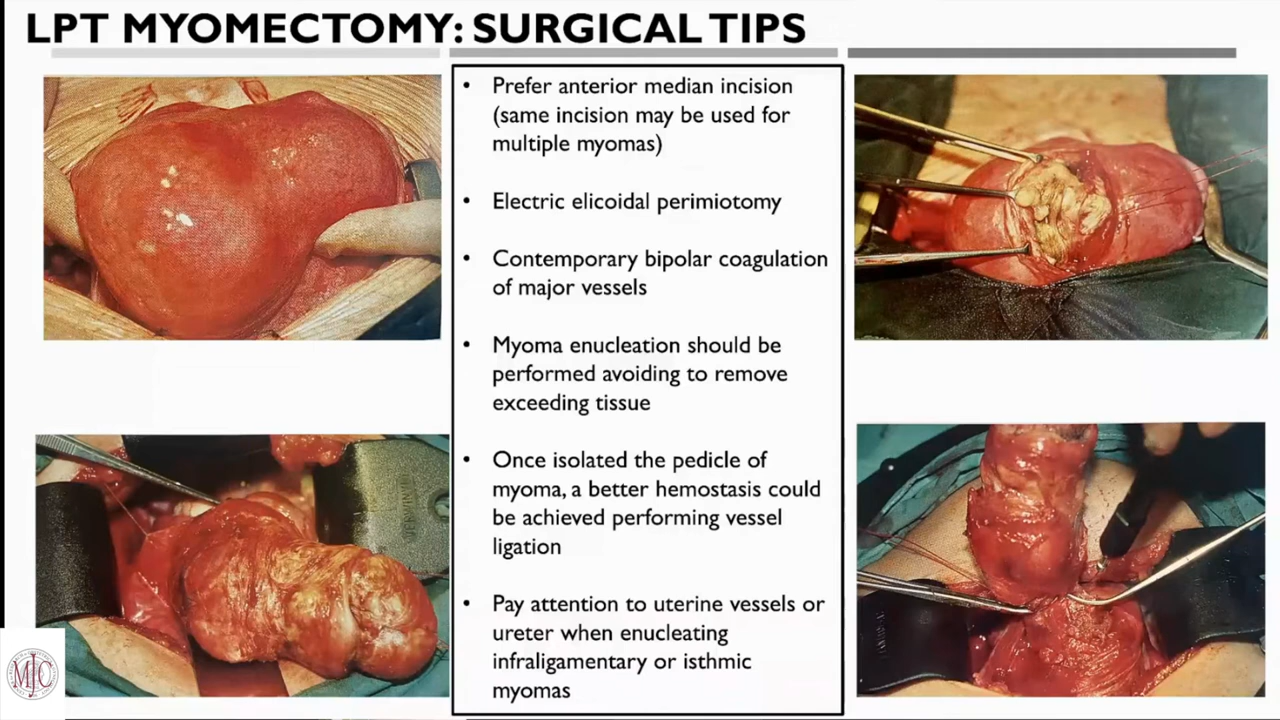 LPT MYOMECTOMY: SURGICAL TIPS
• Prefer anterior median incision
(same incision may be used for
multiple myomas)
• Electric elicoidal perimiotomy
• Contemporary bipolar coagulation
of major vessels
• Myoma enucleation should be
performed avoiding to remove
exceeding tissue
• Once isolated the pedicle of
myoma, a better hemostasis could
be achieved performing vessel
ligation
• Pay attention to uterine vessels or
ureter when enucleating
infraligamentary or isthmic
myomas
MJC